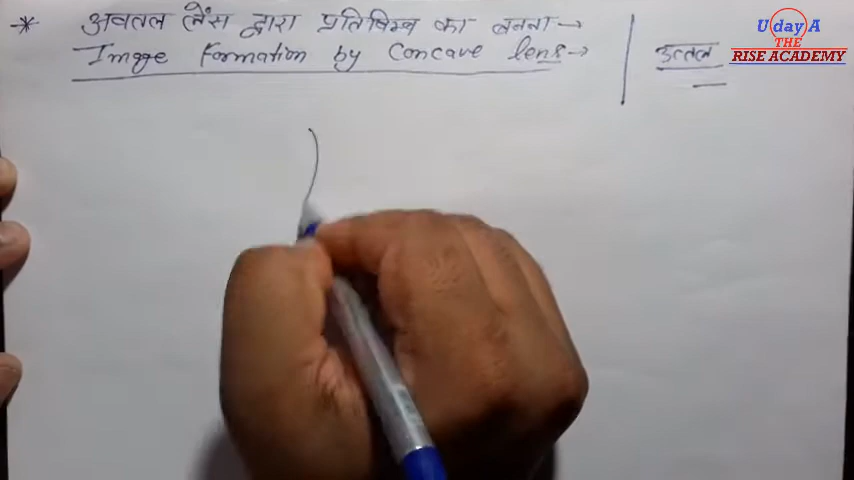 * अवतल लेंस द्वारा प्रतिबिम्ब का बनना→
Image Formation by Concave lens→
उत्तल
Uday A
THE
RISE ACADEMY